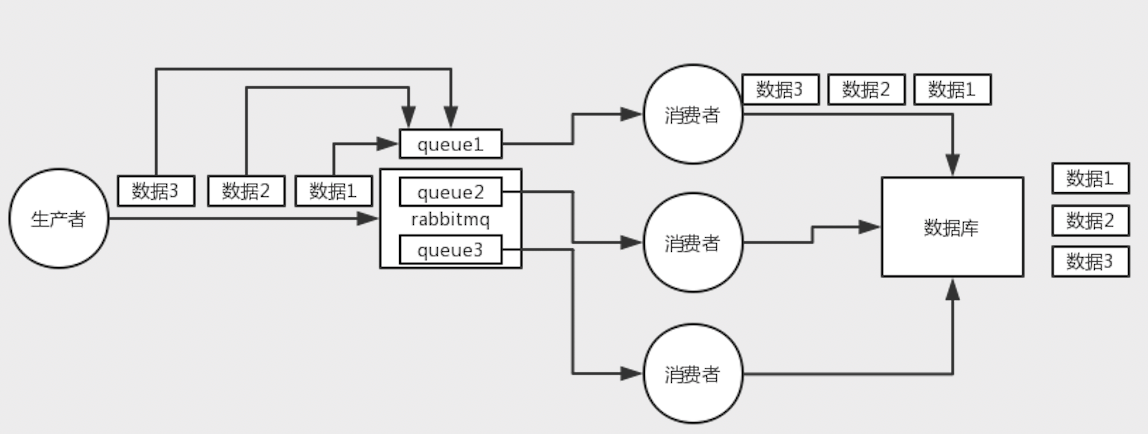 生产者
数据3
数据2
数据1
queue1
queue2
rabbitmq
queue3
消费者
数据3
数据2
数据1
消费者
消费者
数据库
数据1
数据2
数据3